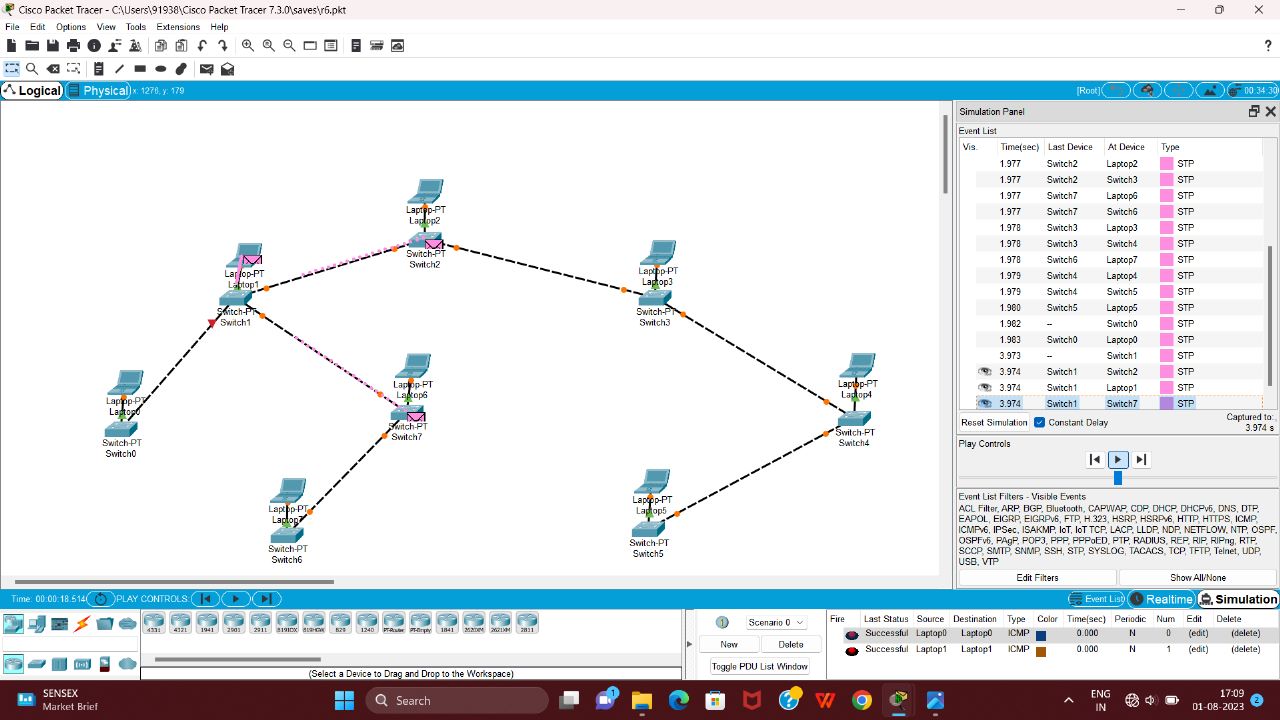 Cisco Packet Tracer - C:\Users\91938\Cisco Packet Tracer 7.3.0\saves\r6.pkt
File Edit Options View Tools Extensions Help
?
Logical Physical x: 1276, y: 179 [Root] 00:34:30
Simulation Panel
Event List
Vis. Time(sec) Last Device At Device Type
1.977 Switch2 Laptop2 STP
1.977 Switch2 Switch3 STP
1.977 Switch7 Laptop6 STP
1.977 Switch7 Switch6 STP
1.978 Switch3 Laptop3 STP
1.978 Switch3 Switch4 STP
1.978 Switch6 Laptop7 STP
1.979 Switch4 Laptop4 STP
1.979 Switch4 Switch5 STP
1.980 Switch5 Laptop5 STP
1.982 -- Switch0 STP
1.983 Switch0 Laptop0 STP
3.973 -- Switch1 STP
3.974 Switch1 Switch2 STP
3.974 Switch1 Laptop1 STP
3.974 Switch1 Switch7 STP
Reset Simulation Constant Delay Captured to:
3.974 s
Play Controls
Event List Filters - Visible Events
ACL Filter, ARP, BGP, Bluetooth, CAPWAP, CDP, DHCP, DHCPv6, DNS, DTP,
EAPOL, EIGRP, EIGRPv6, FTP, H.323, HSRP, HSRPv6, HTTP, HTTPS, ICMP,
ICMPv6, IPSec, ISAKMP, IoT, IoT TCP, LACP, LLDP, NDP, NETFLOW, NTP, OSPF,
OSPFv6, PAgP, POP3, PPP, PPPoED, PTP, RADIUS, REP, RIP, RIPng, RTP,
SCCP, SMTP, SNMP, SSH, STP, SYSLOG, TACACS, TCP, TFTP, Telnet, UDP,
USB, VTP
Edit Filters Show All/None
Laptop-PT
Laptop2
Switch-PT
Switch2
Laptop-PT
Laptop1
Switch-PT
Switch1
Laptop-PT
Laptop3
Switch-PT
Switch3
Laptop-PT
Laptop6
Switch-PT
Switch7
Laptop-PT
Laptop4
Switch-PT
Switch4
Laptop-PT
Laptop0
Switch-PT
Switch0
Laptop-PT
Laptop7
Switch-PT
Switch6
Laptop-PT
Laptop5
Switch-PT
Switch5
Time: 00:00:18.514 PLAY CONTROLS: Event List Realtime Simulation
4331 4321 1941 2901 2911 819IOX 819HGW 829 1240 PT-Router PT-Empty 1841 2620XM 2621XM 2811
(Select a Device to Drag and Drop to the Workspace)
Scenario 0
New Delete
Toggle PDU List Window
Fire Last Status Source Destination Type Color Time(sec) Periodic Num Edit Delete
Successful Laptop0 Laptop0 ICMP 0.000 N 0 (edit) (delete)
Successful Laptop1 Laptop1 ICMP 0.000 N 1 (edit) (delete)
SENSEX
Market Brief
Search
1
ENG
IN
17:09
01-08-2023
2